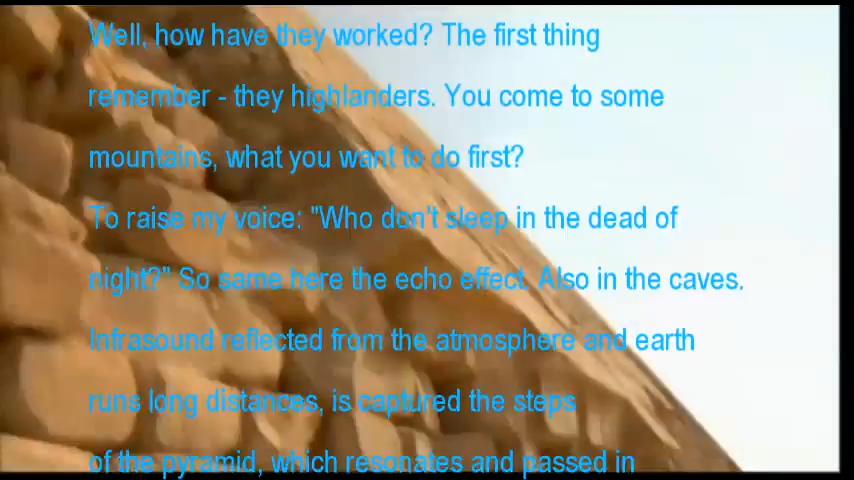 Well, how have they worked? The first thing
remember - they highlanders. You come to some
mountains, what you want to do first?
To raise my voice: "Who don't sleep in the dead of
night?" So same here the echo effect. Also in the caves.
Infrasound reflected from the atmosphere and earth
runs long distances, is captured the steps
of the pyramid, which resonates and passed in